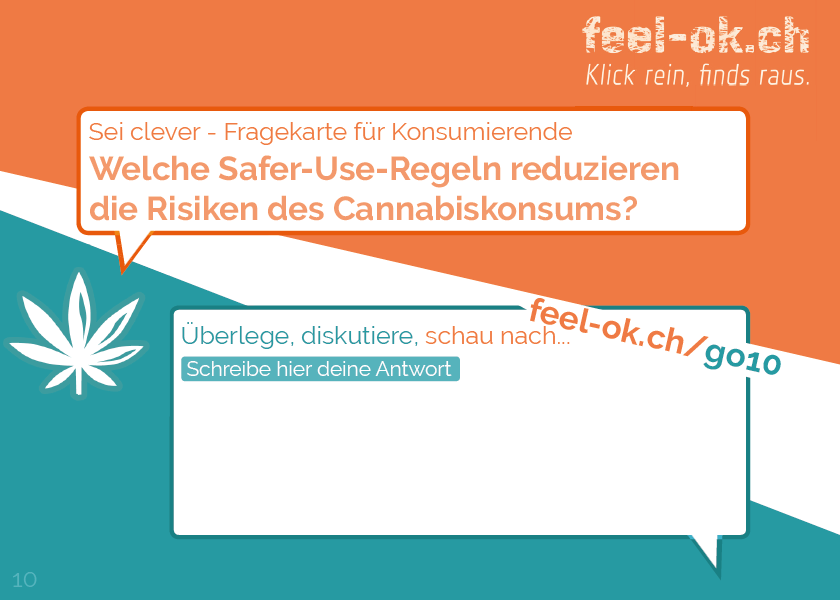 feel-ok.ch
Klick rein, finds raus.
Sei clever - Fragekarte für Konsumierende
Welche Safer-Use-Regeln reduzieren
die Risiken des Cannabiskonsums?
feel-ok.ch/go10
Überlege, diskutiere, schau nach...
Schreibe hier deine Antwort
10